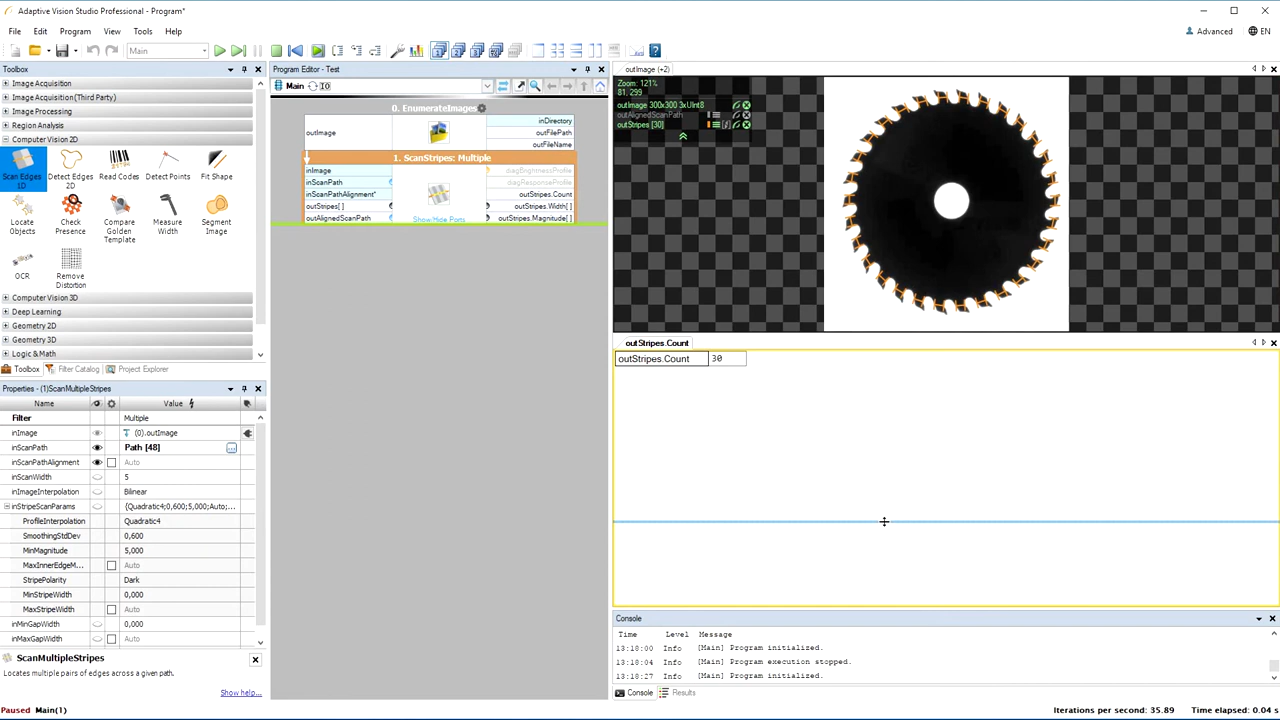 Adaptive Vision Studio Professional - Program*
File Edit Program View Tools Help
Advanced EN
Main
Toolbox
Image Acquisition
Image Acquisition(Third Party)
Image Processing
Region Analysis
Computer Vision 2D
Scan Edges 1D
Detect Edges 2D
Read Codes
Detect Points
Fit Shape
Locate Objects
Check Presence
Compare Golden Template
Measure Width
Segment Image
OCR
Remove Distortion
Computer Vision 3D
Deep Learning
Geometry 2D
Geometry 3D
Logic & Math
Toolbox Filter Catalog Project Explorer
Properties - (1)ScanMultipleStripes
Name Value
Filter Multiple
inImage (0).outImage
inScanPath Path [48] ...
inScanPathAlignment Auto
inScanWidth 5
inImageInterpolation Bilinear
inStripeScanParams {Quadratic4;0,600;5,000;Auto;...
ProfileInterpolation Quadratic4
SmoothingStdDev 0,600
MinMagnitude 5,000
MaxInnerEdgeM... Auto
StripePolarity Dark
MinStripeWidth 0,000
MaxStripeWidth Auto
inMinGapWidth 0,000
inMaxGapWidth Auto
ScanMultipleStripes
Locates multiple pairs of edges across a given path.
Show help...
Paused Main(1)
Program Editor - Test
Main IO
0. EnumerateImages
outImage
inDirectory
outFilePath
outFileName
1. ScanStripes: Multiple
inImage
inScanPath
inScanPathAlignment*
outStripes[ ]
outAlignedScanPath
Show/Hide Ports
diagBrightnessProfile
diagResponseProfile
outStripes.Count
outStripes.Width[ ]
outStripes.Magnitude[ ]
outImage (+2)
Zoom: 121%
81, 299
outImage 300x300 3xUInt8
outAlignedScanPath
outStripes [30]
outStripes.Count
outStripes.Count 30
Console
Time Level Message
13:18:00 Info [Main] Program initialized.
13:18:04 Info [Main] Program execution stopped.
13:18:27 Info [Main] Program initialized.
Console Results
Iterations per second: 35.89 Time elapsed: 0.04 s